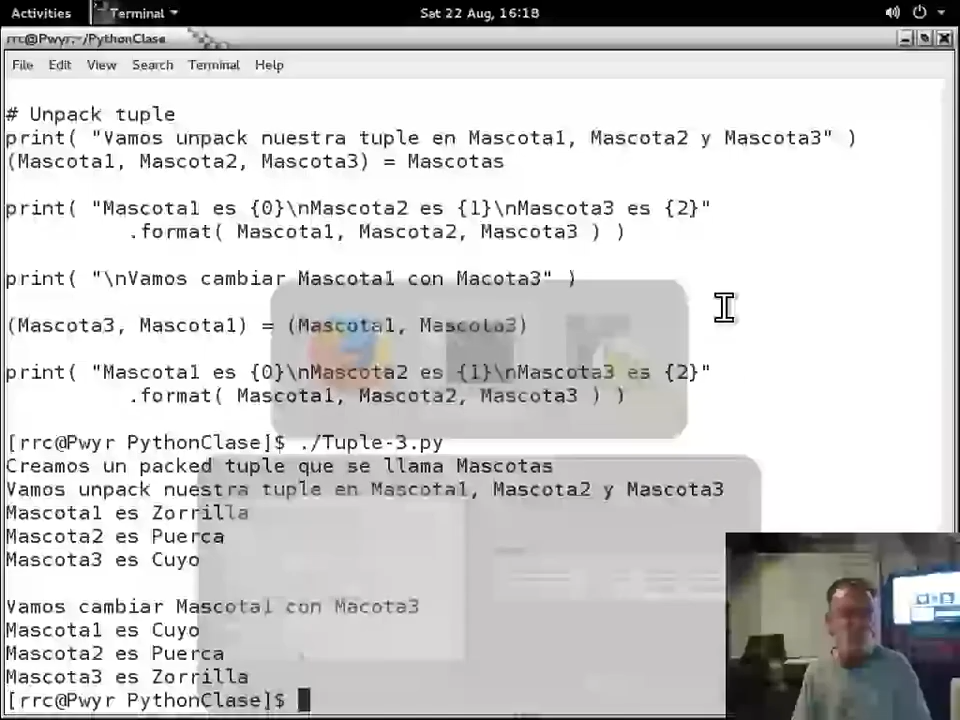 Activities Terminal Sat 22 Aug, 16:18
rrc@Pwyr:~/PythonClase
File Edit View Search Terminal Help
# Unpack tuple
print( "Vamos unpack nuestra tuple en Mascota1, Mascota2 y Mascota3" )
(Mascota1, Mascota2, Mascota3) = Mascotas
print( "Mascota1 es {0}\nMascota2 es {1}\nMascota3 es {2}"
.format( Mascota1, Mascota2, Mascota3 ) )
print( "\nVamos cambiar Mascota1 con Macota3" )
(Mascota3, Mascota1) = (Mascota1, Mascota3)
print( "Mascota1 es {0}\nMascota2 es {1}\nMascota3 es {2}"
.format( Mascota1, Mascota2, Mascota3 ) )
[rrc@Pwyr PythonClase]$ ./Tuple-3.py
Creamos un packed tuple que se llama Mascotas
Vamos unpack nuestra tuple en Mascota1, Mascota2 y Mascota3
Mascota1 es Zorrilla
Mascota2 es Puerca
Mascota3 es Cuyo
Vamos cambiar Mascota1 con Macota3
Mascota1 es Cuyo
Mascota2 es Puerca
Mascota3 es Zorrilla
[rrc@Pwyr PythonClase]$